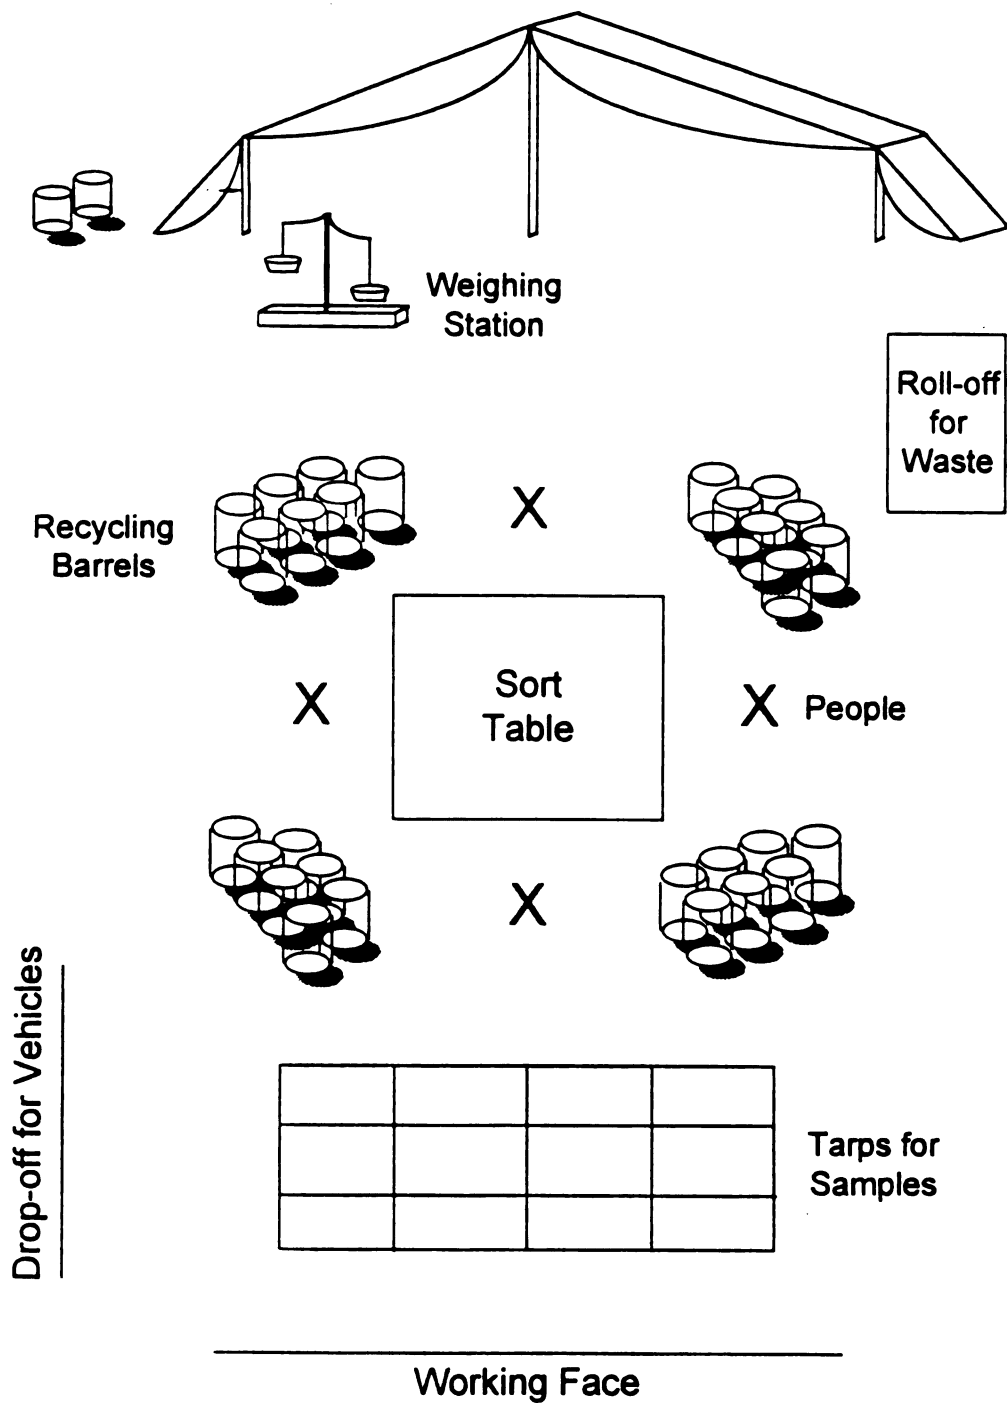 Weighing
Station
Roll-off
for
Waste
Recycling
Barrels
X
X
Sort
Table
X
People
X
Drop-off for Vehicles
Tarps for
Samples
Working Face